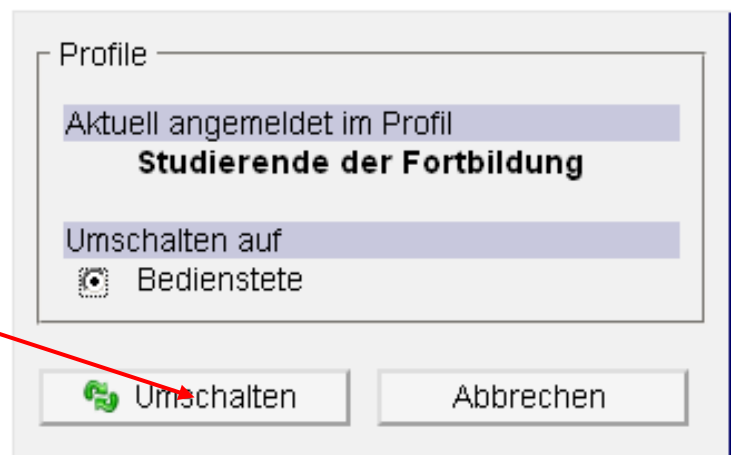 Profile
Aktuell angemeldet im Profil
Studierende der Fortbildung
Umschalten auf
Bedienstete
Umschalten
Abbrechen